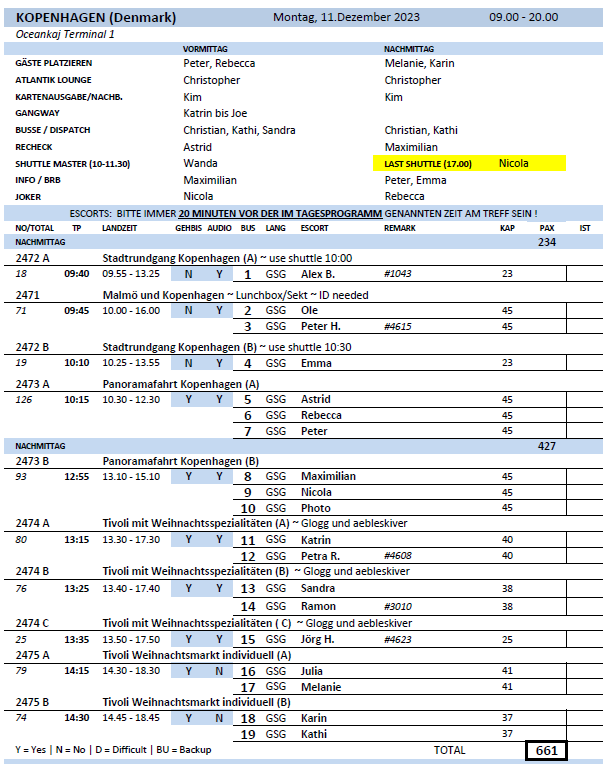 KOPENHAGEN (Denmark) Montag, 11.Dezember 2023 09.00 - 20.00
Oceankaj Terminal 1
VORMITTAG NACHMITTAG
GÄSTE PLATZIEREN Peter, Rebecca Melanie, Karin
ATLANTIK LOUNGE Christopher Christopher
KARTENAUSGABE/NACHB. Kim Kim
GANGWAY Katrin bis Joe
BUSSE / DISPATCH Christian, Kathi, Sandra Christian, Kathi
RECHECK Astrid Maximilian
SHUTTLE MASTER (10-11.30) Wanda LAST SHUTTLE (17.00) Nicola
INFO / BRB Maximilian Peter, Emma
JOKER Nicola Rebecca
ESCORTS: BITTE IMMER 20 MINUTEN VOR DER IM TAGESPROGRAMM GENANNTEN ZEIT AM TREFF SEIN !
NO/TOTAL TP LANDZEIT GEHBIS AUDIO BUS LANG ESCORT REMARK KAP PAX IST
NACHMITTAG 234
2472 A Stadtrundgang Kopenhagen (A) ~ use shuttle 10:00
18 09:40 09.55 - 13.25 N Y 1 GSG Alex B. #1043 23
2471 Malmö und Kopenhagen ~ Lunchbox/Sekt ~ ID needed
71 09:45 10.00 - 16.00 N Y 2 GSG Ole 45
3 GSG Peter H. #4615 45
2472 B Stadtrundgang Kopenhagen (B) ~ use shuttle 10:30
19 10:10 10.25 - 13.55 N Y 4 GSG Emma 23
2473 A Panoramafahrt Kopenhagen (A)
126 10:15 10.30 - 12.30 Y Y 5 GSG Astrid 45
6 GSG Rebecca 45
7 GSG Peter 45
NACHMITTAG 427
2473 B Panoramafahrt Kopenhagen (B)
93 12:55 13.10 - 15.10 Y Y 8 GSG Maximilian 45
9 GSG Nicola 45
10 GSG Photo 45
2474 A Tivoli mit Weihnachtsspezialitäten (A) ~ Glogg und aebleskiver
80 13:15 13.30 - 17.30 Y Y 11 GSG Katrin 40
12 GSG Petra R. #4608 40
2474 B Tivoli mit Weihnachtsspezialitäten (B) ~ Glogg und aebleskiver
76 13:25 13.40 - 17.40 Y Y 13 GSG Sandra 38
14 GSG Ramon #3010 38
2474 C Tivoli mit Weihnachtsspezialitäten ( C) ~ Glogg und aebleskiver
25 13:35 13.50 - 17.50 Y Y 15 GSG Jörg H. #4623 25
2475 A Tivoli Weihnachtsmarkt individuell (A)
79 14:15 14.30 - 18.30 Y N 16 GSG Julia 41
17 GSG Melanie 41
2475 B Tivoli Weihnachtsmarkt individuell (B)
74 14:30 14.45 - 18.45 Y N 18 GSG Karin 37
19 GSG Kathi 37
Y = Yes | N = No | D = Difficult | BU = Backup TOTAL 661